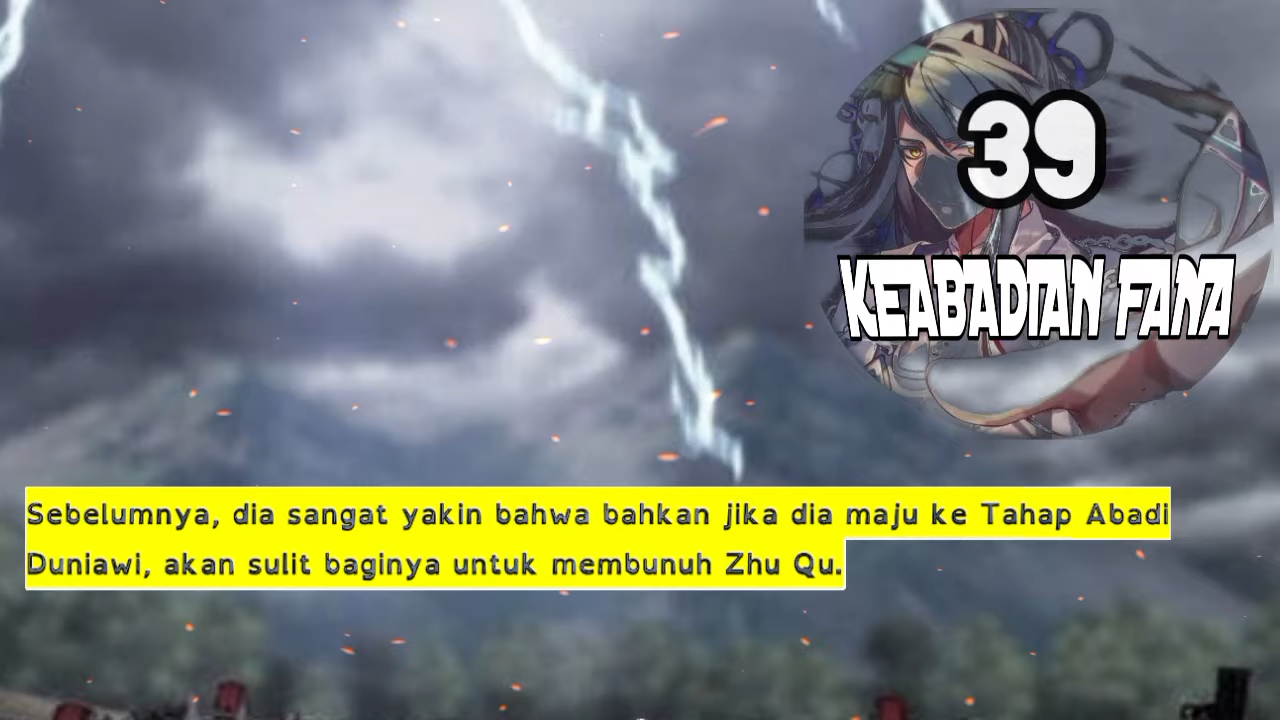 39
KEABADIAN FANA
Sebelumnya, dia sangat yakin bahwa bahkan jika dia maju ke Tahap Abadi
Duniawi, akan sulit baginya untuk membunuh Zhu Qu.